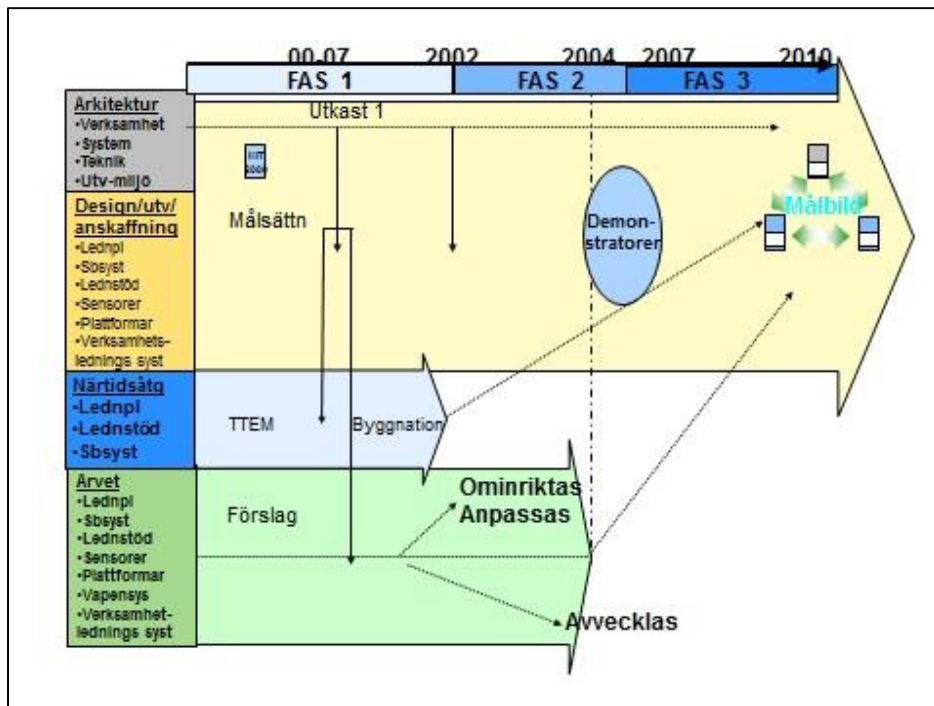 00-07 2002 2004 2007 2010
FAS 1 FAS 2 FAS 3
Arkitektur
•Verksamhet
•System
•Teknik
•Utv-miljö
Utkast 1
Design/utv/
anskaffning
•Lednpl
•Sbsyst
•Lednstöd
•Sensorer
•Plattformar
•Verksamhets-
lednings syst
Målsättn
Demon-
stratorer
Målbild
Närtidsåtg
•Lednpl
•Lednstöd
•Sbsyst
TTEM
Byggnation
Arvet
•Lednpl
•Sbsyst
•Lednstöd
•Sensorer
•Plattformar
•Vapensys
•Verksamhet-
lednings syst
Förslag
Ominriktas
Anpassas
Avvecklas